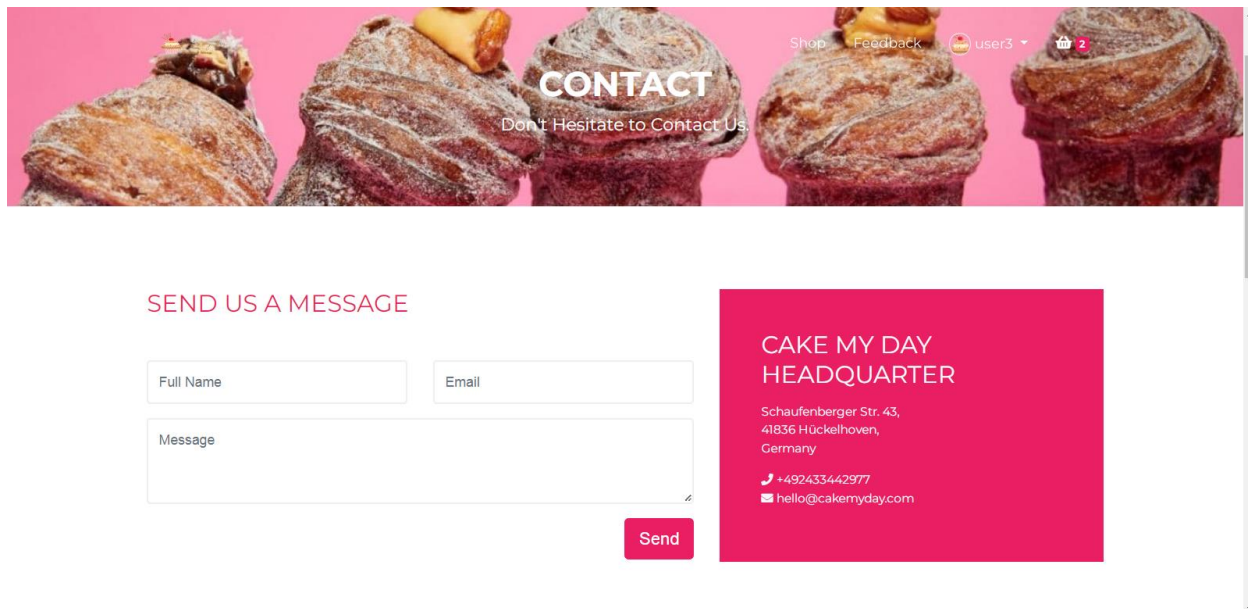 Shop Feedback user3 2
CONTACT
Don't Hesitate to Contact Us.
SEND US A MESSAGE
Full Name Email
Message
Send
CAKE MY DAY
HEADQUARTER
Schaufenberger Str. 43,
41836 Hückelhoven,
Germany
+492433442977
hello@cakemyday.com